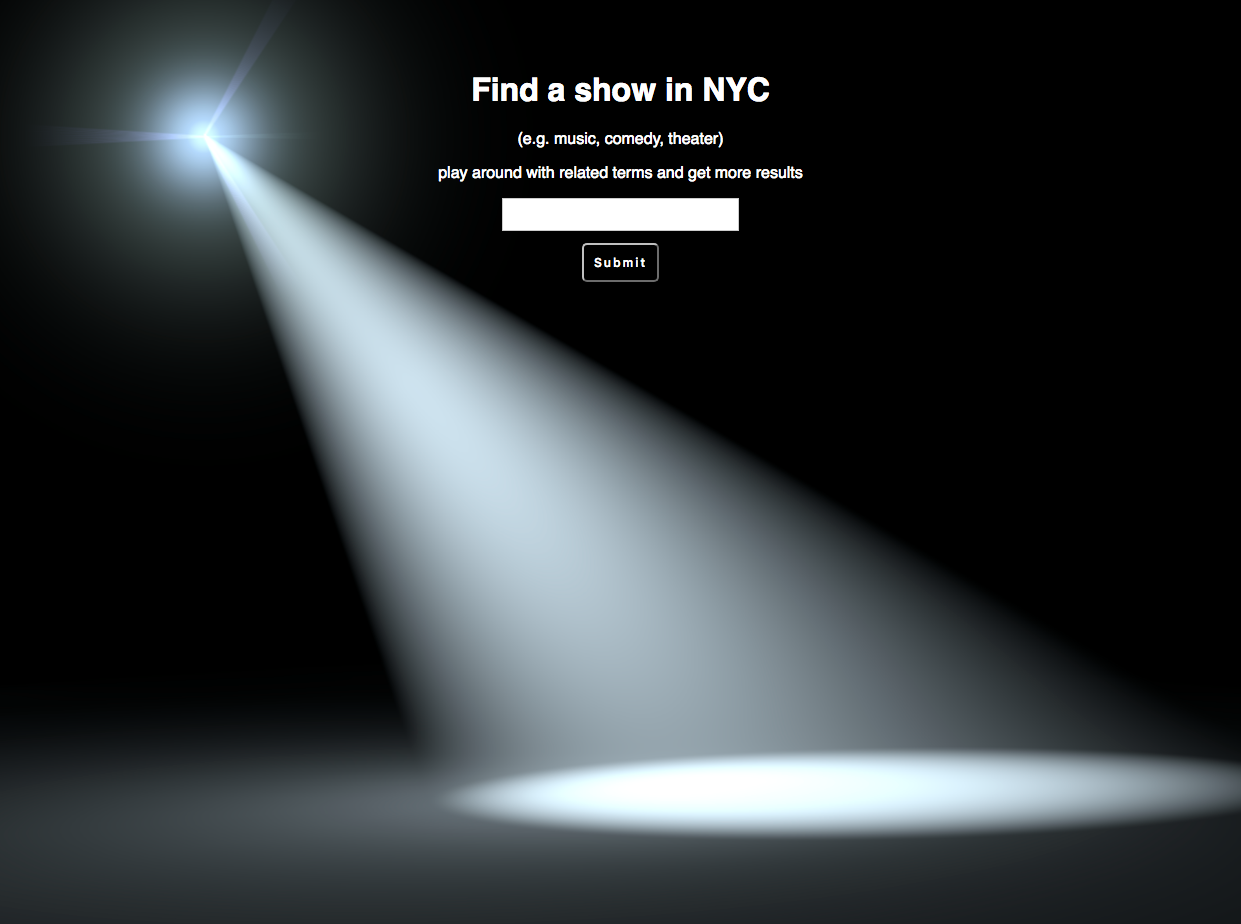 Find a show in NYC
(e.g. music, comedy, theater)
play around with related terms and get more results
Submit